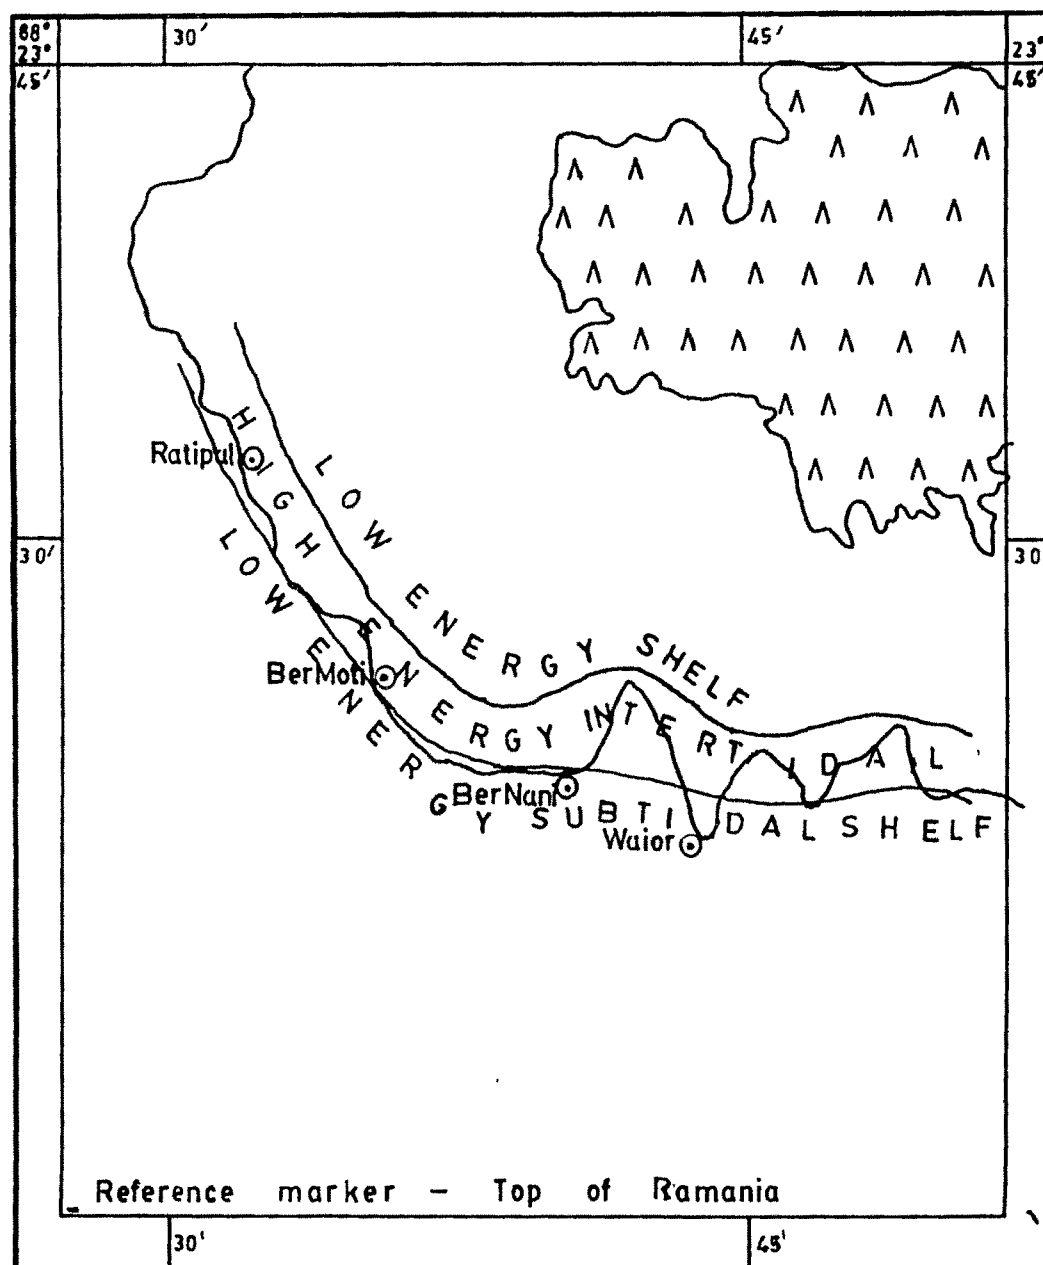 68°
30'
45'
23°
23°
45'
45'
Ratipul
HIGH ENERGY INTERTIDAL
LOW ENERGY SHELF
30'
30
LOW ENERGY SUBTIDAL SHELF
BerMoti
BerNani
Waior
Reference marker - Top of Ramania
30'
45'